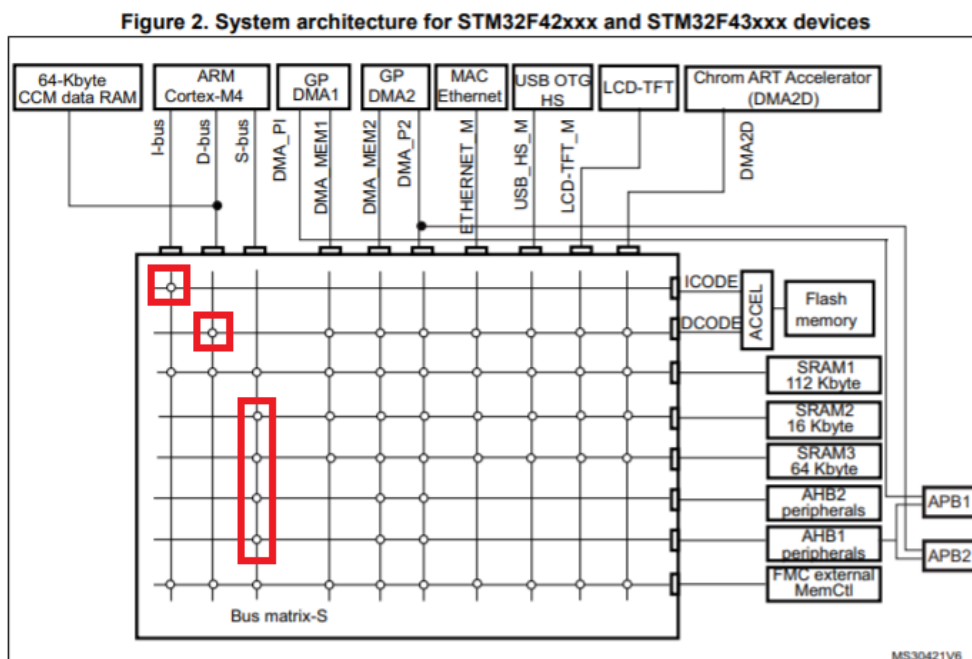 Figure 2. System architecture for STM32F42xxx and STM32F43xxx devices
64-Kbyte
CCM data RAM
ARM
Cortex-M4
GP
DMA1
GP
DMA2
MAC
Ethernet
USB OTG
HS
LCD-TFT
Chrom ART Accelerator
(DMA2D)
I-bus
D-bus
S-bus
DMA_PI
DMA_MEM1
DMA_MEM2
DMA_P2
ETHERNET_M
USB_HS_M
LCD-TFT_M
DMA2D
ICODE
DCODE
ACCEL
Flash
memory
SRAM1
112 Kbyte
SRAM2
16 Kbyte
SRAM3
64 Kbyte
AHB2
peripherals
APB1
AHB1
peripherals
APB2
FMC external
MemCtl
Bus matrix-S
MS30421V6